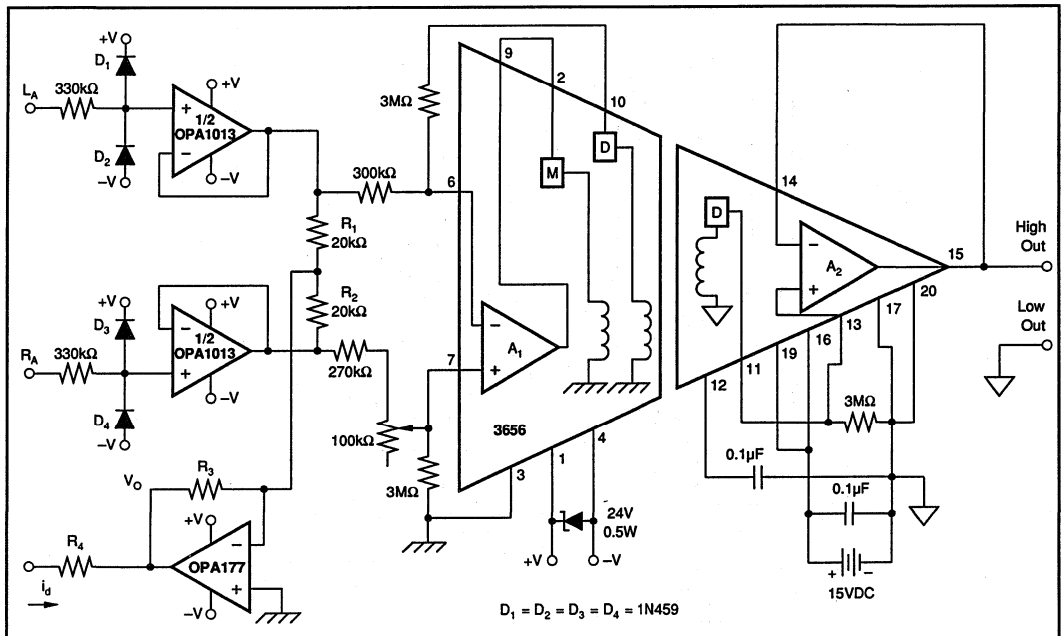 +V
D1
330kΩ
LA
+V
+
1/2
OPA1013
−
D2
−V
−V
3MΩ
9
2
10
D
M
300kΩ
6
R1
20kΩ
R2
20kΩ
+V
D3
+V
−
1/2
OPA1013
+
330kΩ
RA
−V
D4
−V
270kΩ
100kΩ
7
−
A1
+
3656
3MΩ
3
1
4
24V
0.5W
+V
−V
VO
R3
+V
−
OPA177
+
R4
id
−V
14
D
−
A2
+
15
20
17
13
16
19
11
12
High
Out
Low
Out
3MΩ
0.1µF
0.1µF
+
−
15VDC
D1 = D2 = D3 = D4 = 1N459